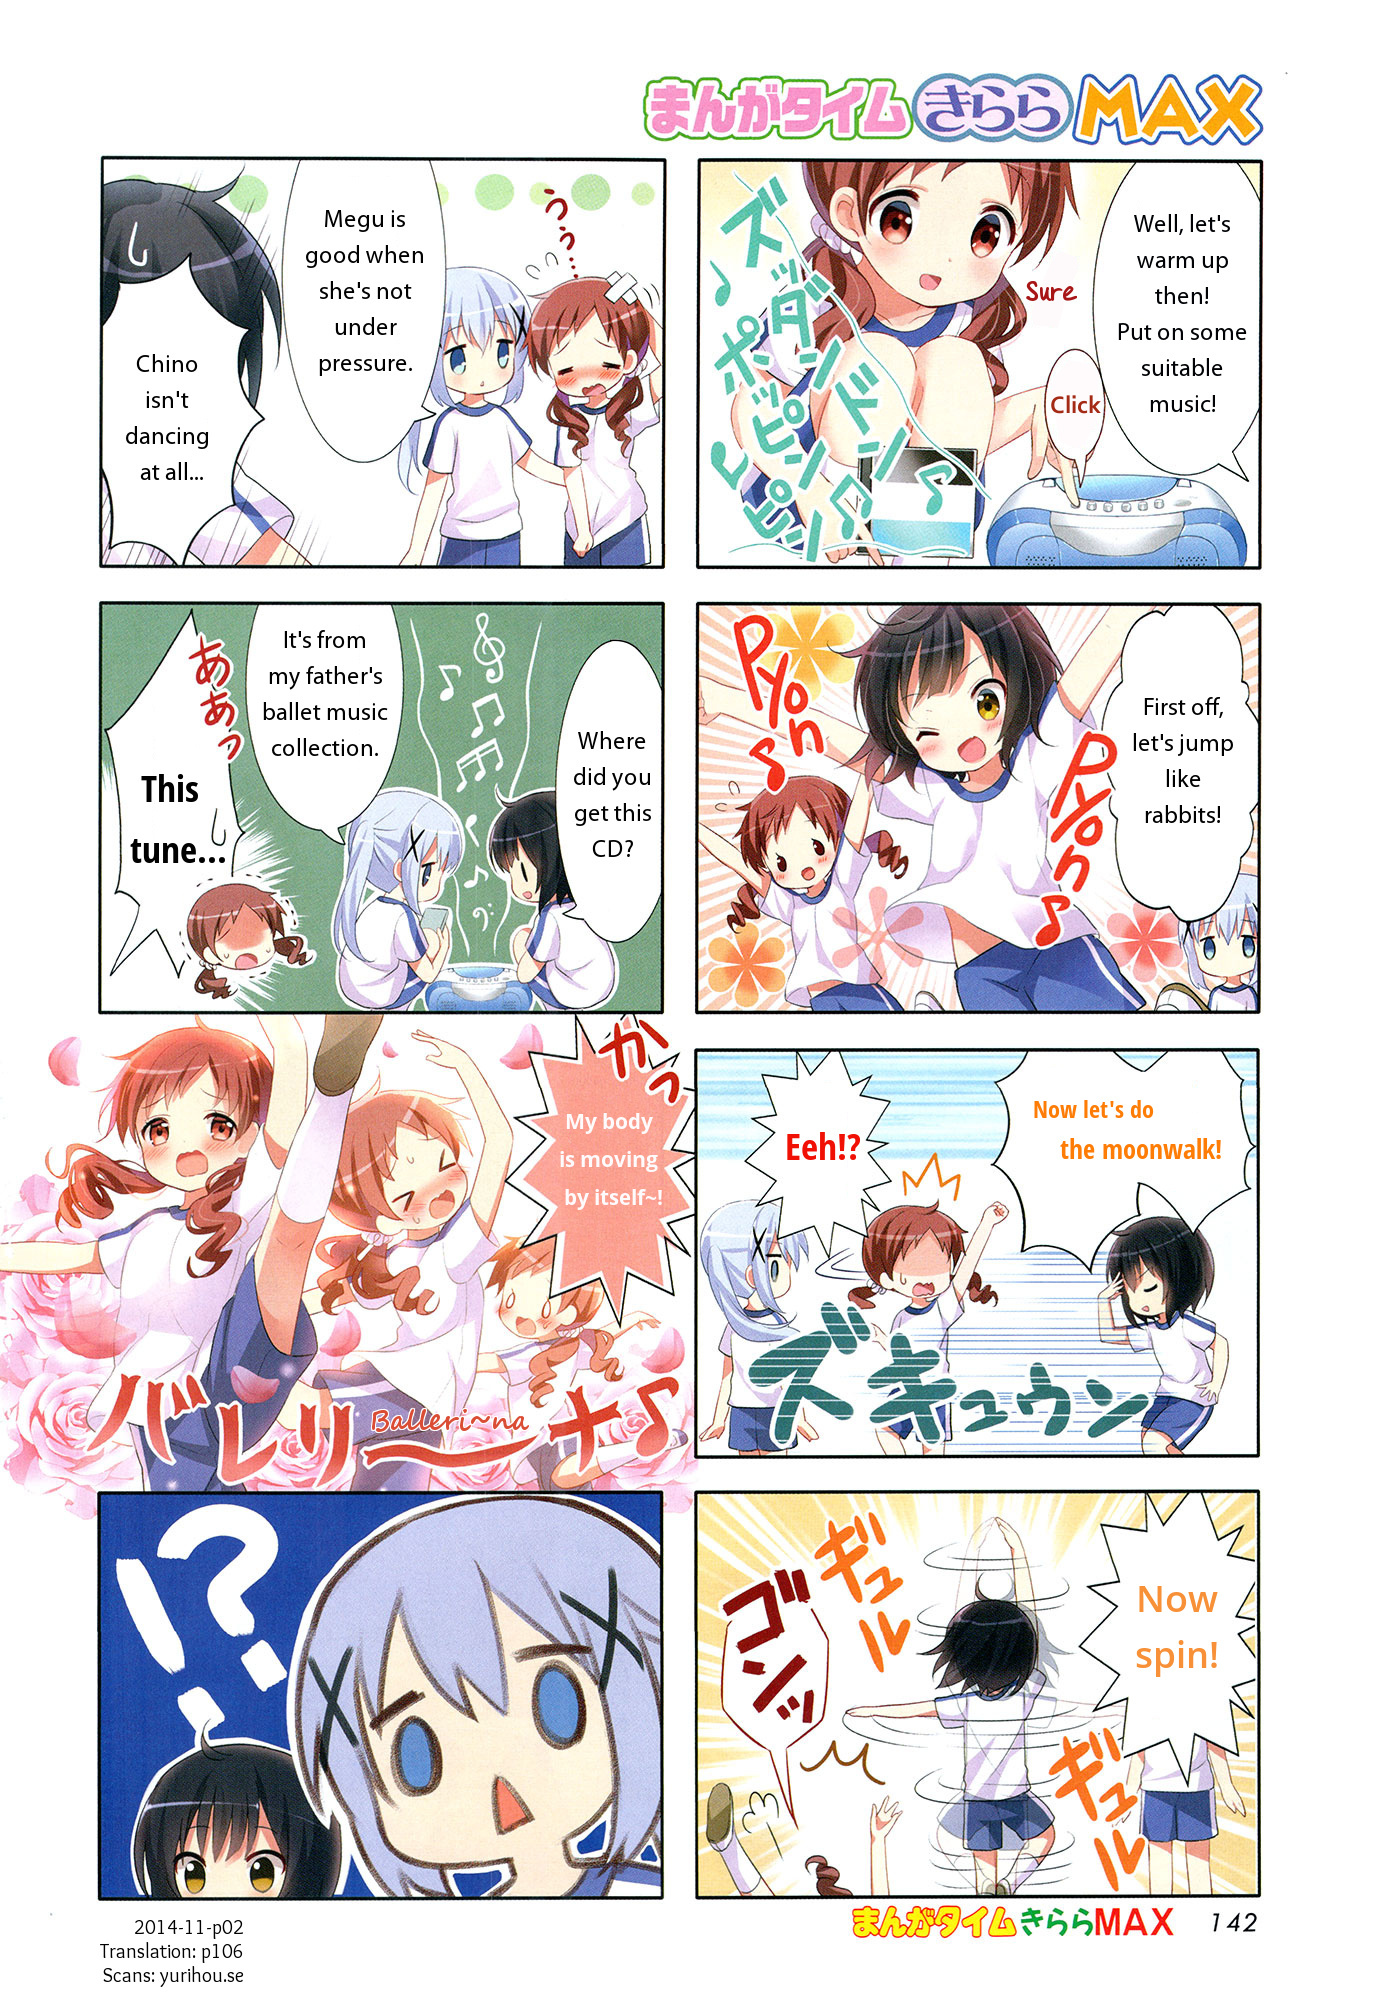 まんがタイムきららMAX
Well, let's
warm up
then!
Put on some
suitable
music!
Sure
Click
ズッダンドン♪
♪ポッピンピン♪
First off,
let's jump
like
rabbits!
Pyon♪
Pyon♪
Now let's do
the moonwalk!
Eeh!?
ズキュウン
Now
spin!
ギュル
ギュル
ゴンッ
Megu is
good when
she's not
under
pressure.
うぅ…
Chino
isn't
dancing
at all...
Where
did you
get this
CD?
It's from
my father's
ballet music
collection.
ああっ
This
tune...
かっ
My body
is moving
by itself~!
バレリーナ♪
Balleri~na
!?
まんがタイムきららMAX 142
2014-11-p02
Translation: p106
Scans: yurihou.se